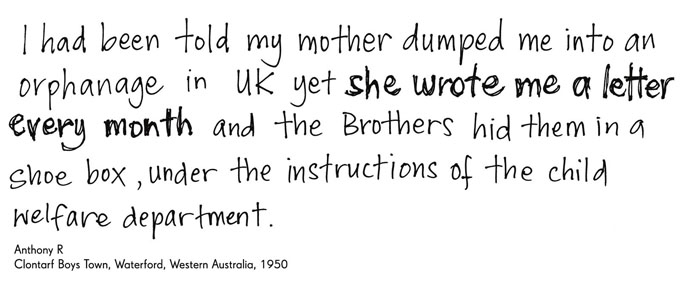 I had been told my mother dumped me into an
orphanage in UK yet she wrote me a letter
every month and the Brothers hid them in a
shoe box, under the instructions of the child
welfare department.
Anthony R
Clontarf Boys Town, Waterford, Western Australia, 1950